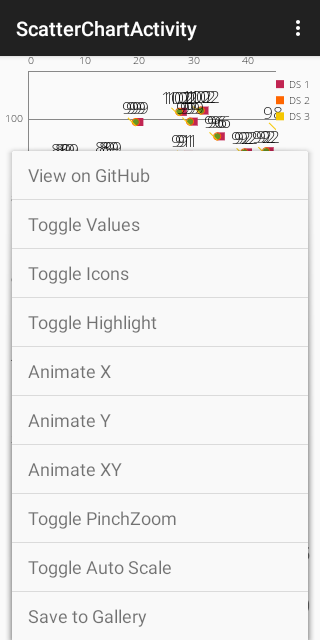 ScatterChartActivity
0 10 20 30 40
DS 1
DS 2
100
DS 3
View on GitHub
Toggle Values
Toggle Icons
Toggle Highlight
Animate X
Animate Y
Animate XY
Toggle PinchZoom
Toggle Auto Scale
Save to Gallery